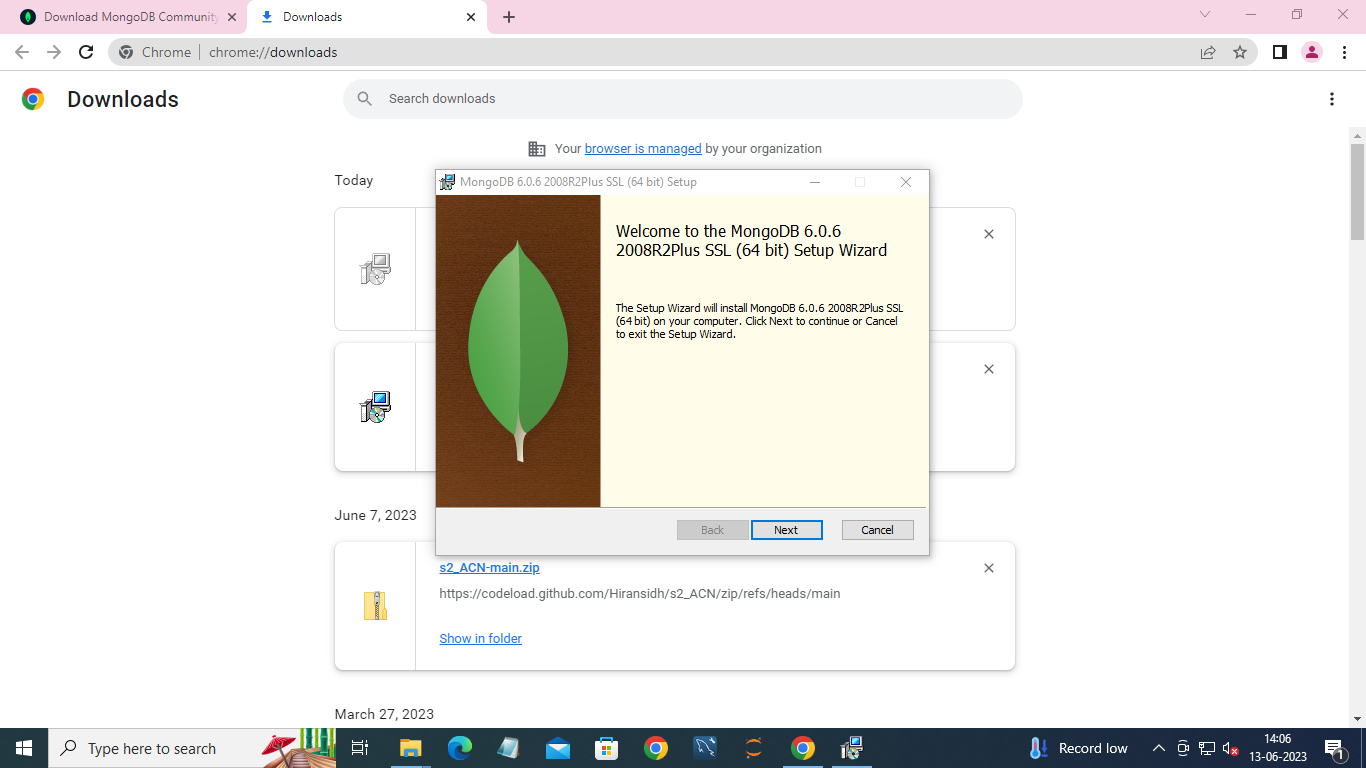 Download MongoDB Community
Downloads
Chrome
chrome://downloads
Downloads
Search downloads
Your browser is managed by your organization
Today
MongoDB 6.0.6 2008R2Plus SSL (64 bit) Setup
Welcome to the MongoDB 6.0.6
2008R2Plus SSL (64 bit) Setup Wizard
The Setup Wizard will install MongoDB 6.0.6 2008R2Plus SSL
(64 bit) on your computer. Click Next to continue or Cancel
to exit the Setup Wizard.
Back
Next
Cancel
June 7, 2023
s2_ACN-main.zip
https://codeload.github.com/Hiransidh/s2_ACN/zip/refs/heads/main
Show in folder
March 27, 2023
Type here to search
Record low
14:06
13-06-2023
1